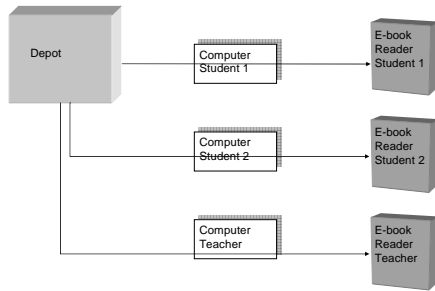 Depot
Computer
Student 1
E-book
Reader
Student 1
Computer
Student 2
E-book
Reader
Student 2
Computer
Teacher
E-book
Reader
Teacher